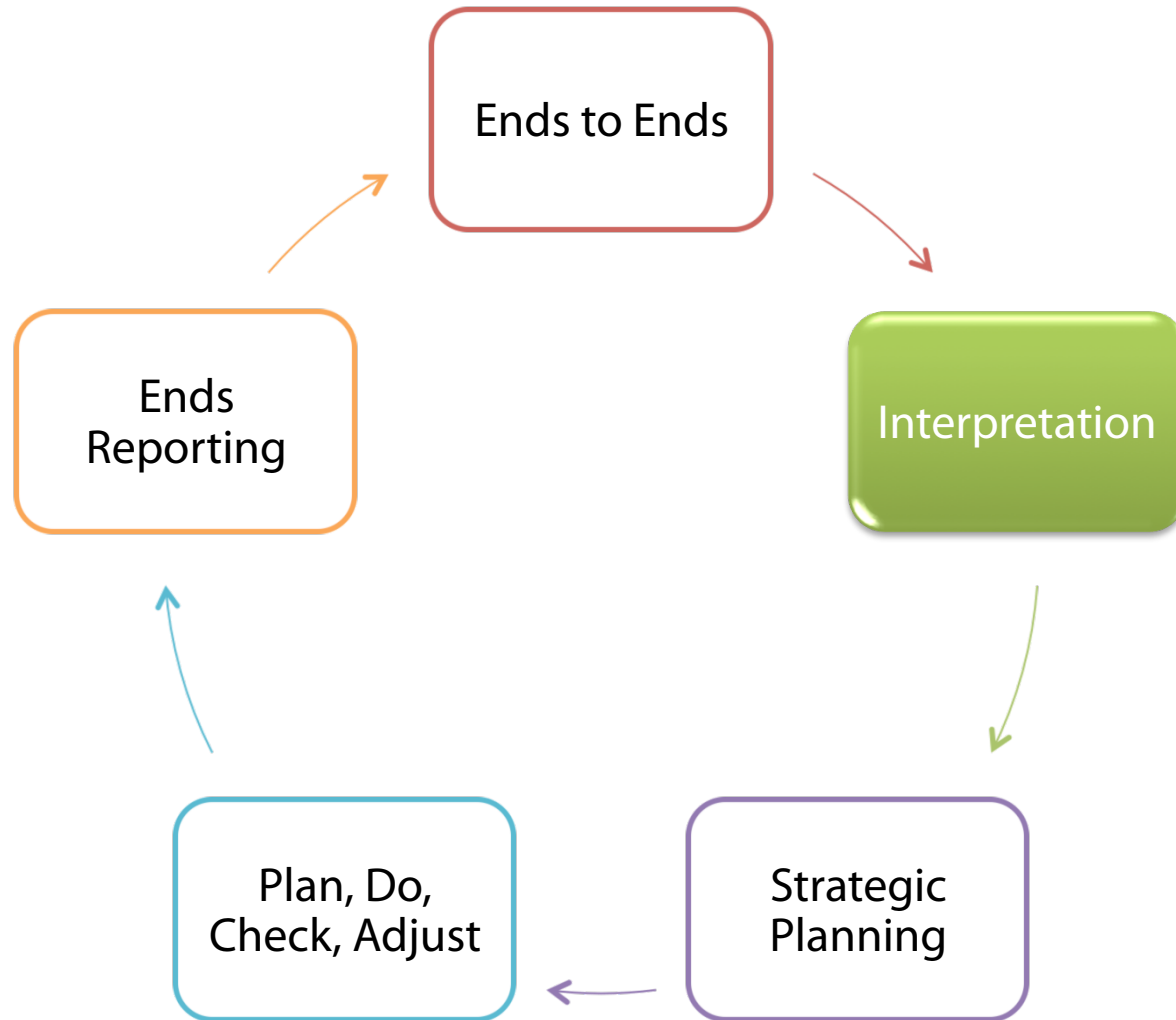 Ends to Ends
Interpretation
Strategic
Planning
Plan, Do,
Check, Adjust
Ends
Reporting